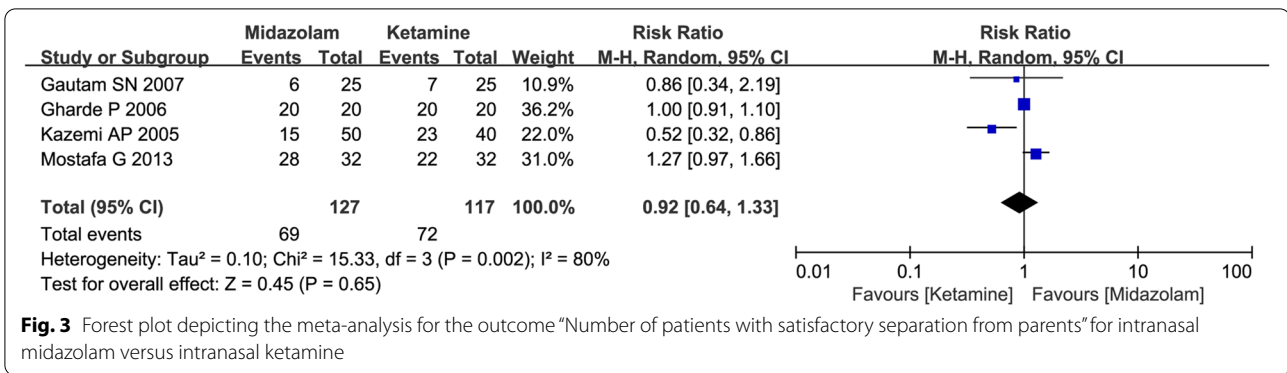 Midazolam Ketamine Risk Ratio Risk Ratio
Study or Subgroup Events Total Events Total Weight M-H, Random, 95% CI M-H, Random, 95% CI
Gautam SN 2007 6 25 7 25 10.9% 0.86 [0.34, 2.19]
Gharde P 2006 20 20 20 20 36.2% 1.00 [0.91, 1.10]
Kazemi AP 2005 15 50 23 40 22.0% 0.52 [0.32, 0.86]
Mostafa G 2013 28 32 22 32 31.0% 1.27 [0.97, 1.66]
Total (95% CI) 127 117 100.0% 0.92 [0.64, 1.33]
Total events 69 72
Heterogeneity: Tau² = 0.10; Chi² = 15.33, df = 3 (P = 0.002); I² = 80%
Test for overall effect: Z = 0.45 (P = 0.65)
0.01 0.1 1 10 100
Favours [Ketamine] Favours [Midazolam]
Fig. 3 Forest plot depicting the meta-analysis for the outcome “Number of patients with satisfactory separation from parents” for intranasal
midazolam versus intranasal ketamine